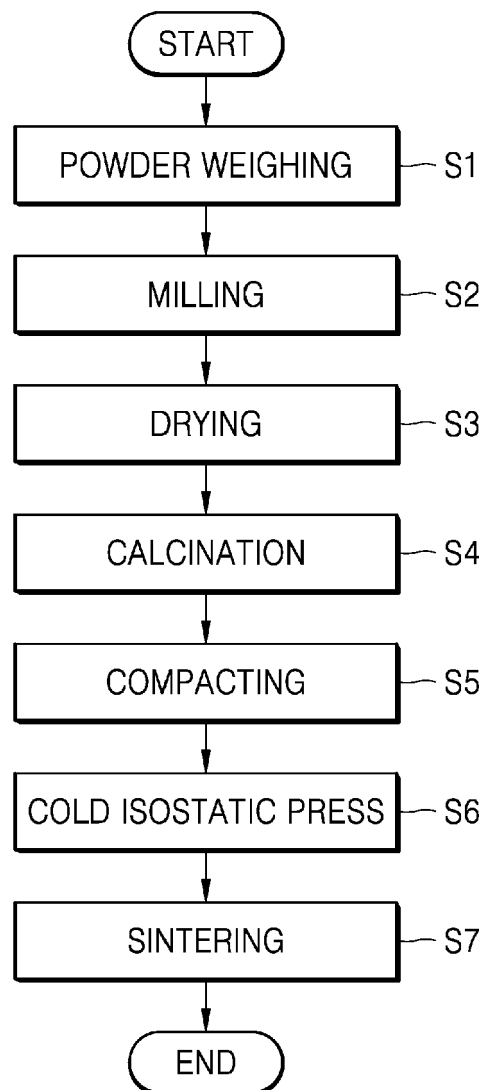 START
POWDER WEIGHING S1
MILLING S2
DRYING S3
CALCINATION S4
COMPACTING S5
COLD ISOSTATIC PRESS S6
SINTERING S7
END